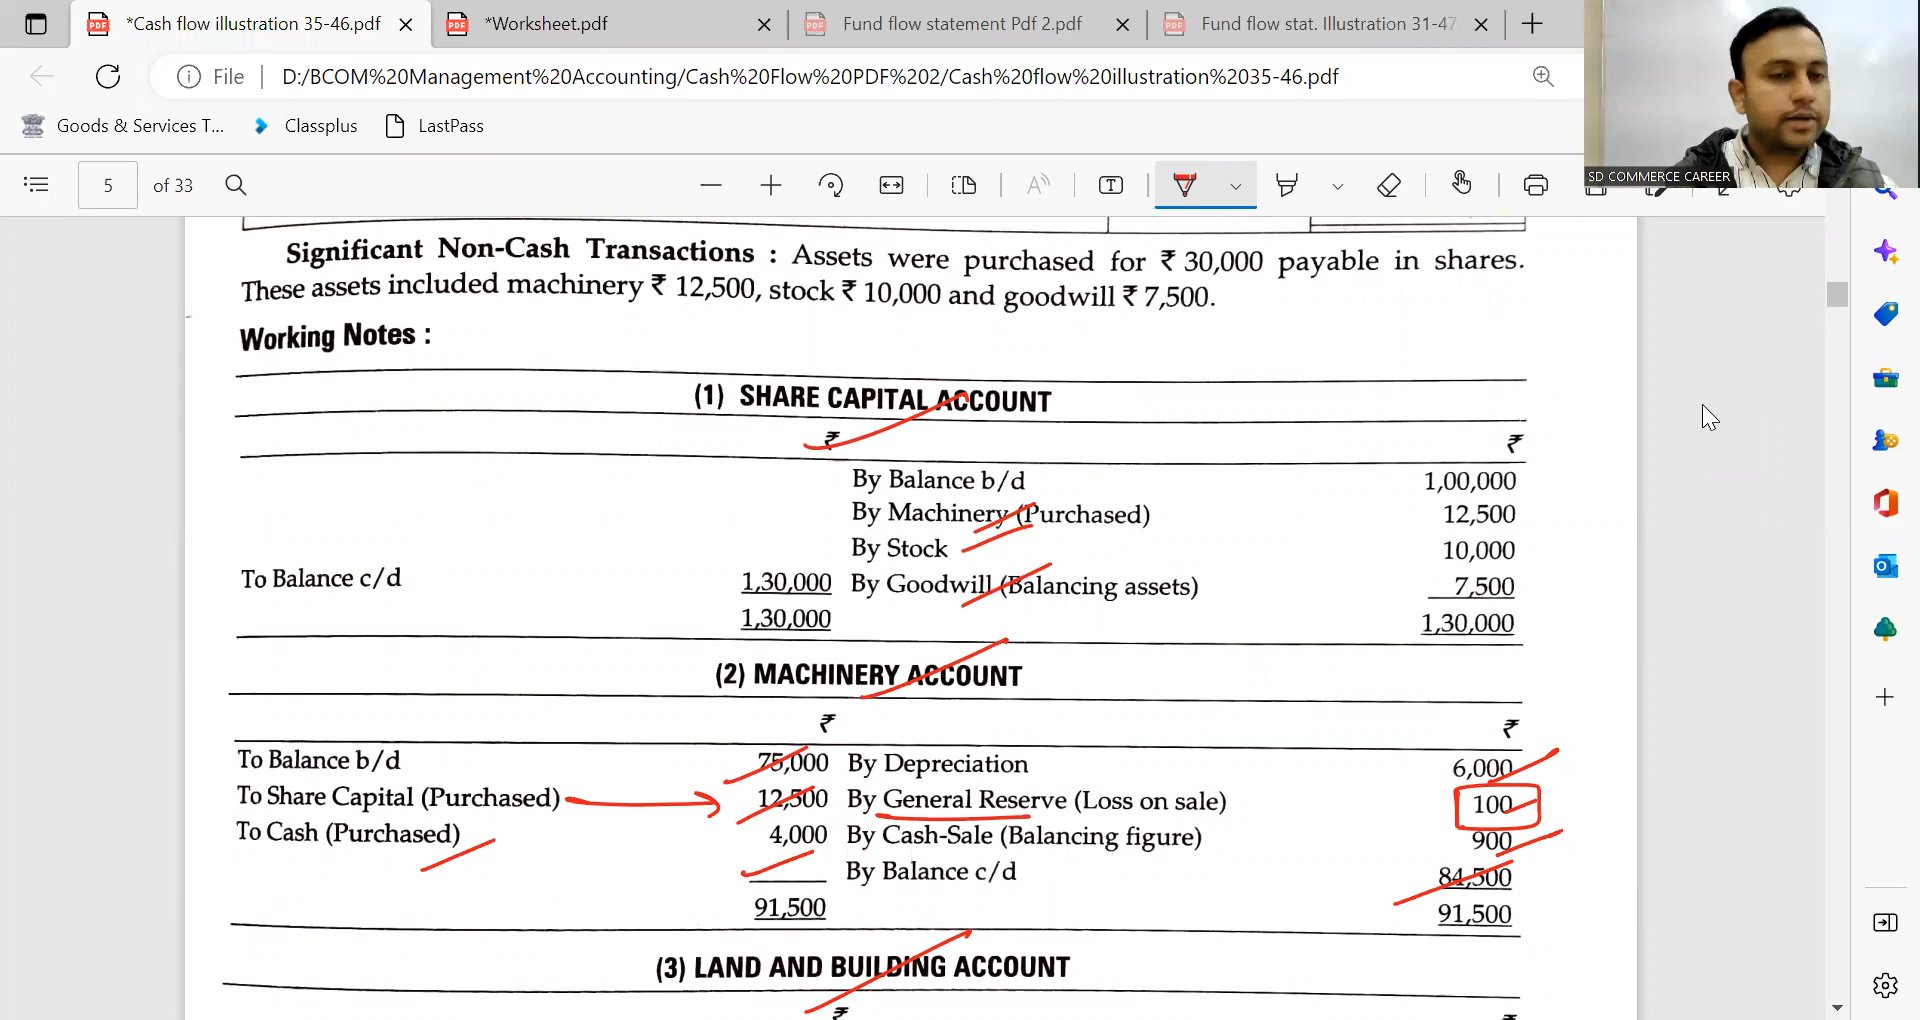 *Cash flow illustration 35-46.pdf
*Worksheet.pdf
Fund flow statement Pdf 2.pdf
Fund flow stat. Illustration 31-47
File
D:/BCOM%20Management%20Accounting/Cash%20Flow%20PDF%202/Cash%20flow%20illustration%2035-46.pdf
Goods & Services T... Classplus LastPass
5 of 33
SD COMMERCE CAREER
Significant Non-Cash Transactions : Assets were purchased for ₹ 30,000 payable in shares.
These assets included machinery ₹ 12,500, stock ₹ 10,000 and goodwill ₹ 7,500.
Working Notes :
(1) SHARE CAPITAL ACCOUNT
₹ ₹
By Balance b/d 1,00,000
By Machinery (Purchased) 12,500
By Stock 10,000
To Balance c/d 1,30,000 By Goodwill (Balancing assets) 7,500
1,30,000 1,30,000
(2) MACHINERY ACCOUNT
₹ ₹
To Balance b/d 75,000 By Depreciation 6,000
To Share Capital (Purchased) 12,500 By General Reserve (Loss on sale) 100
To Cash (Purchased) 4,000 By Cash-Sale (Balancing figure) 900
By Balance c/d 84,500
91,500 91,500
(3) LAND AND BUILDING ACCOUNT
₹ ₹